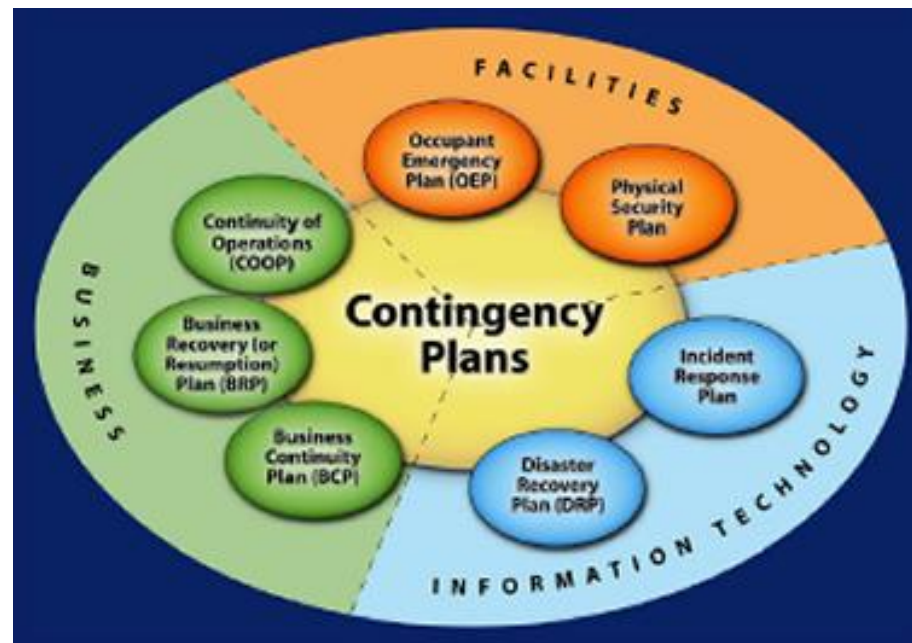 FACILITIES
Occupant
Emergency
Plan (OEP)
Physical
Security
Plan
Continuity of
Operations
(COOP)
BUSINESS
Business
Recovery (or
Resumption)
Plan (BRP)
Contingency
Plans
Incident
Response
Plan
Business
Continuity
Plan (BCP)
Disaster
Recovery
Plan (DRP)
INFORMATION TECHNOLOGY